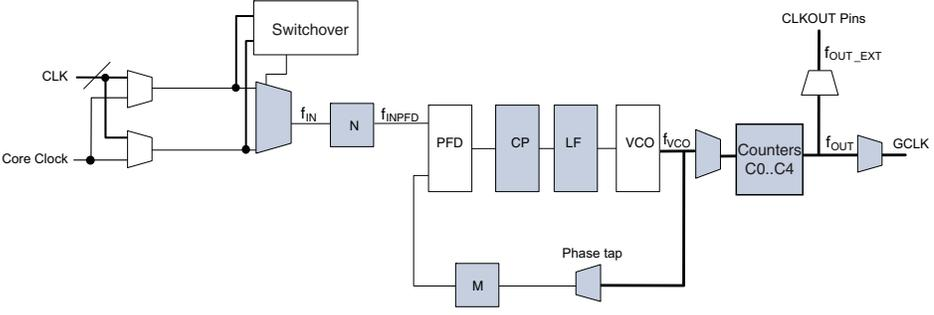 Switchover
CLKOUT Pins
fOUT_EXT
CLK
fIN
N
fINPFD
PFD
CP
LF
VCO
fVCO
Counters
C0..C4
fOUT
GCLK
Core Clock
Phase tap
M